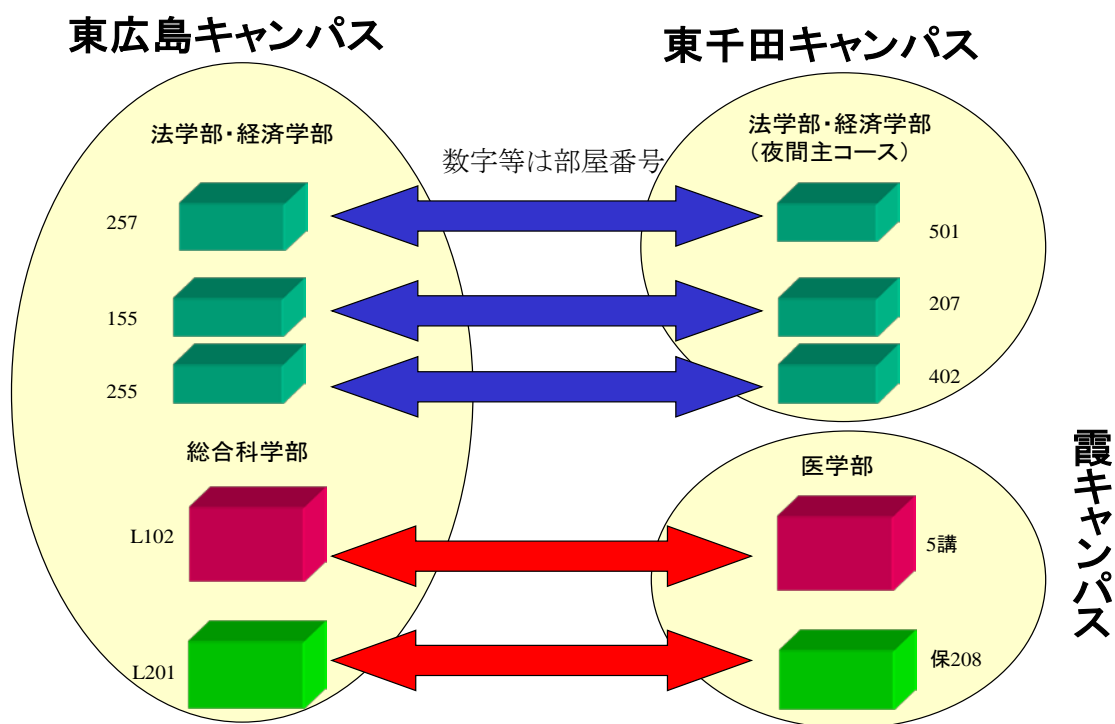 東広島キャンパス
東千田キャンパス
法学部・経済学部
法学部・経済学部
(夜間主コース)
数字等は部屋番号
257
501
155
207
255
402
総合科学部
医学部
L102
5講
L201
保208
霞キャンパス